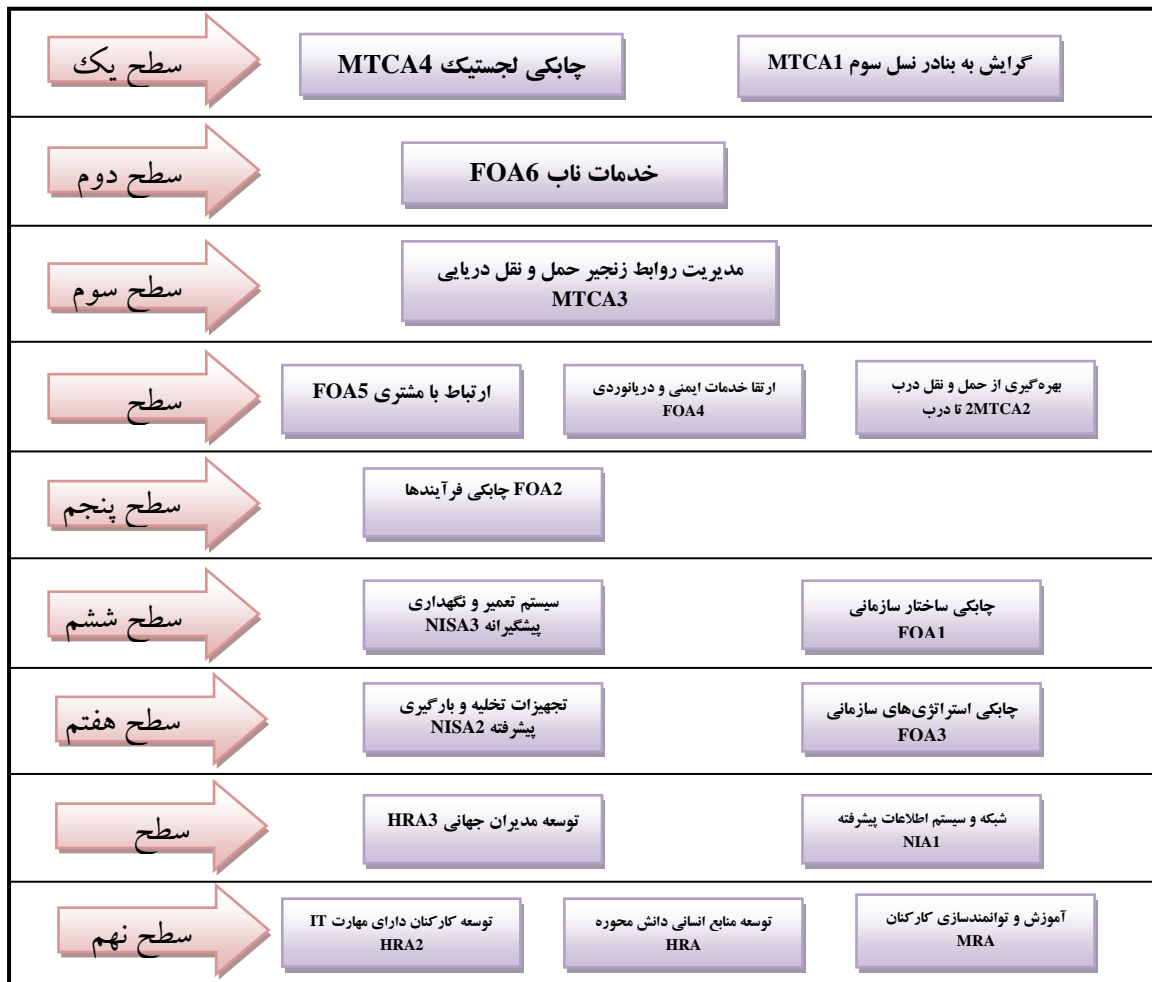 سطح یک
گرایش به بنادر نسل سوم MTCA1
چابکی لجستیک MTCA4
سطح دوم
خدمات ناب FOA6
سطح سوم
مدیریت روابط زنجیر حمل و نقل دریایی
MTCA3
سطح
بهره‌گیری از حمل و نقل درب
2MTCA2 تا درب
ارتقا خدمات ایمنی و دریانوردی
FOA4
ارتباط با مشتری FOA5
سطح پنجم
FOA2 چابکی فرآیندها
سطح ششم
چابکی ساختار سازمانی
FOA1
سیستم تعمیر و نگهداری
پیشگیرانه NISA3
سطح هفتم
چابکی استراتژی‌های سازمانی
FOA3
تجهیزات تخلیه و بارگیری
پیشرفته NISA2
سطح
شبکه و سیستم اطلاعات پیشرفته
NIA1
توسعه مدیران جهانی HRA3
سطح نهم
آموزش و توانمندسازی کارکنان
MRA
توسعه منابع انسانی دانش محوره
HRA
توسعه کارکنان دارای مهارت IT
HRA2